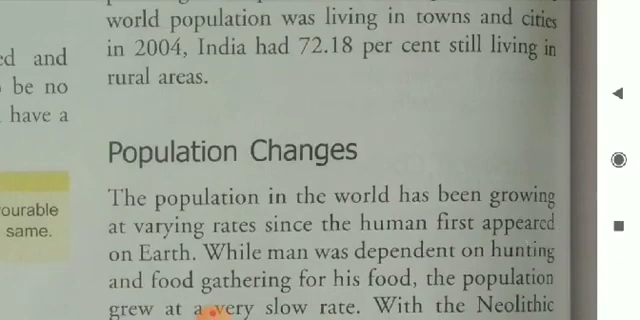 world population was living in towns and cities
in 2004, India had 72.18 per cent still living in
rural areas.
ed and
be no
have a
Population Changes
The population in the world has been growing
at varying rates since the human first appeared
on Earth. While man was dependent on hunting
and food gathering for his food, the population
grew at a very slow rate. With the Neolithic
ourable
same.